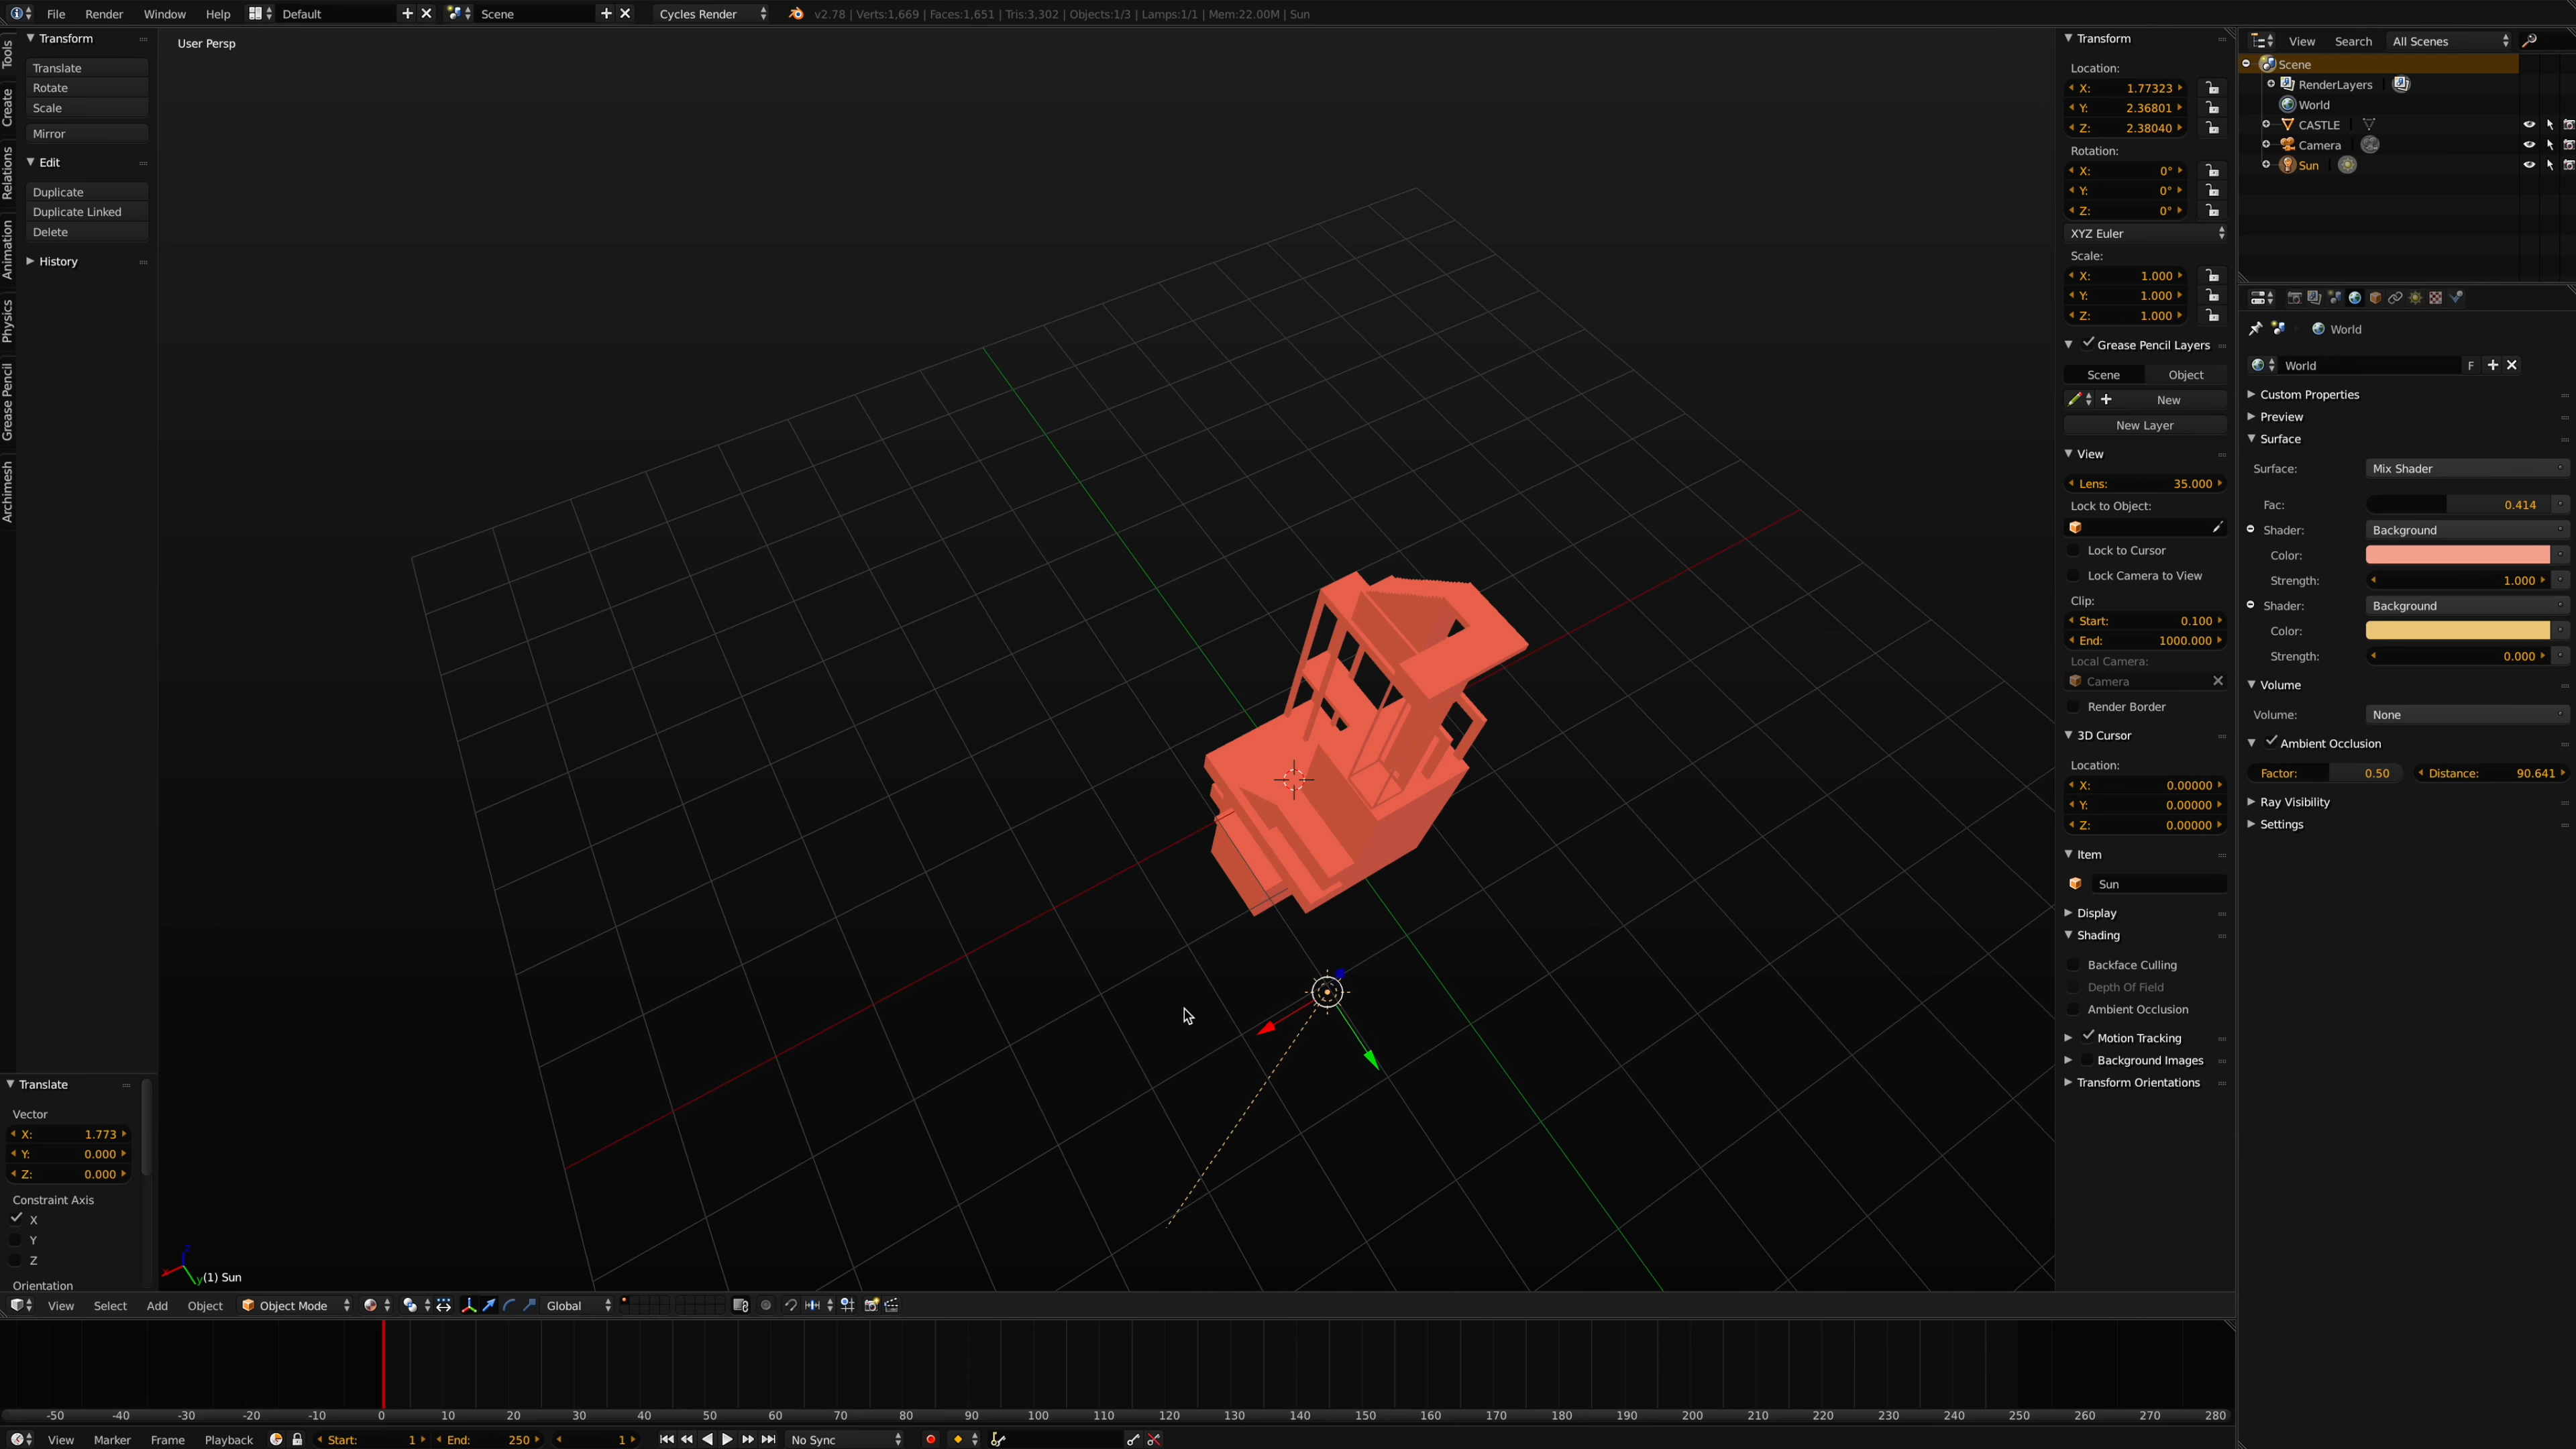 File Render Window Help Default Scene Cycles Render v2.78 | Verts:1,669 | Faces:1,651 | Tris:3,302 | Objects:1/3 | Lamps:1/1 | Mem:22.00M | Sun
Tools
Create
Relations
Animation
Physics
Grease Pencil
Archimesh
Transform
Translate
Rotate
Scale
Mirror
Edit
Duplicate
Duplicate Linked
Delete
History
Translate
Vector
X: 1.773
Y: 0.000
Z: 0.000
Constraint Axis
X
Y
Z
Orientation
User Persp
z
x
y
(1) Sun
Transform
Location:
X: 1.77323
Y: 2.36801
Z: 2.38040
Rotation:
X: 0°
Y: 0°
Z: 0°
XYZ Euler
Scale:
X: 1.000
Y: 1.000
Z: 1.000
Grease Pencil Layers
Scene Object
New
New Layer
View
Lens: 35.000
Lock to Object:
Lock to Cursor
Lock Camera to View
Clip:
Start: 0.100
End: 1000.000
Local Camera:
Camera
Render Border
3D Cursor
Location:
X: 0.00000
Y: 0.00000
Z: 0.00000
Item
Sun
Display
Shading
Backface Culling
Depth Of Field
Ambient Occlusion
Motion Tracking
Background Images
Transform Orientations
View Search All Scenes
Scene
RenderLayers
World
CASTLE
Camera
Sun
World
World F
Custom Properties
Preview
Surface
Surface: Mix Shader
Fac: 0.414
Shader: Background
Color:
Strength: 1.000
Shader: Background
Color:
Strength: 0.000
Volume
Volume: None
Ambient Occlusion
Factor: 0.50 Distance: 90.641
Ray Visibility
Settings
View Select Add Object Object Mode Global
-50 -40 -30 -20 -10 0 10 20 30 40 50 60 70 80 90 100 110 120 130 140 150 160 170 180 190 200 210 220 230 240 250 260 270 280
View Marker Frame Playback Start: 1 End: 250 1 No Sync